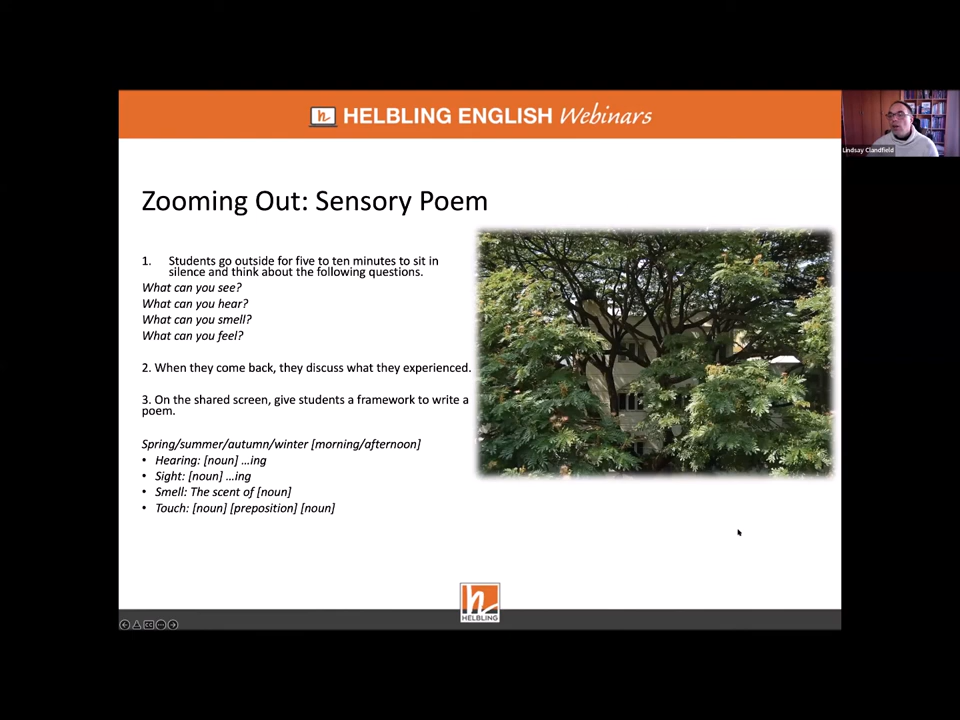 HELBLING ENGLISH Webinars
Lindsay Clandfield
Zooming Out: Sensory Poem
1. Students go outside for five to ten minutes to sit in
silence and think about the following questions.
What can you see?
What can you hear?
What can you smell?
What can you feel?
2. When they come back, they discuss what they experienced.
3. On the shared screen, give students a framework to write a
poem.
Spring/summer/autumn/winter [morning/afternoon]
• Hearing: [noun] ...ing
• Sight: [noun] ...ing
• Smell: The scent of [noun]
• Touch: [noun] [preposition] [noun]
h
HELBLING